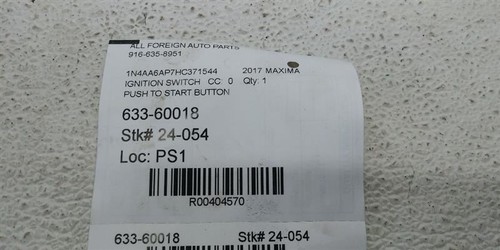 ALL FOREIGN AUTO PARTS
916-635-8951
1N4AA6AP7HC371544 2017 MAXIMA
IGNITION SWITCH CC 0 Qty: 1
PUSH TO START BUTTON
633-60018
Stk# 24-054
Loc: PS1
R00404570
633-60018 Stk# 24-054